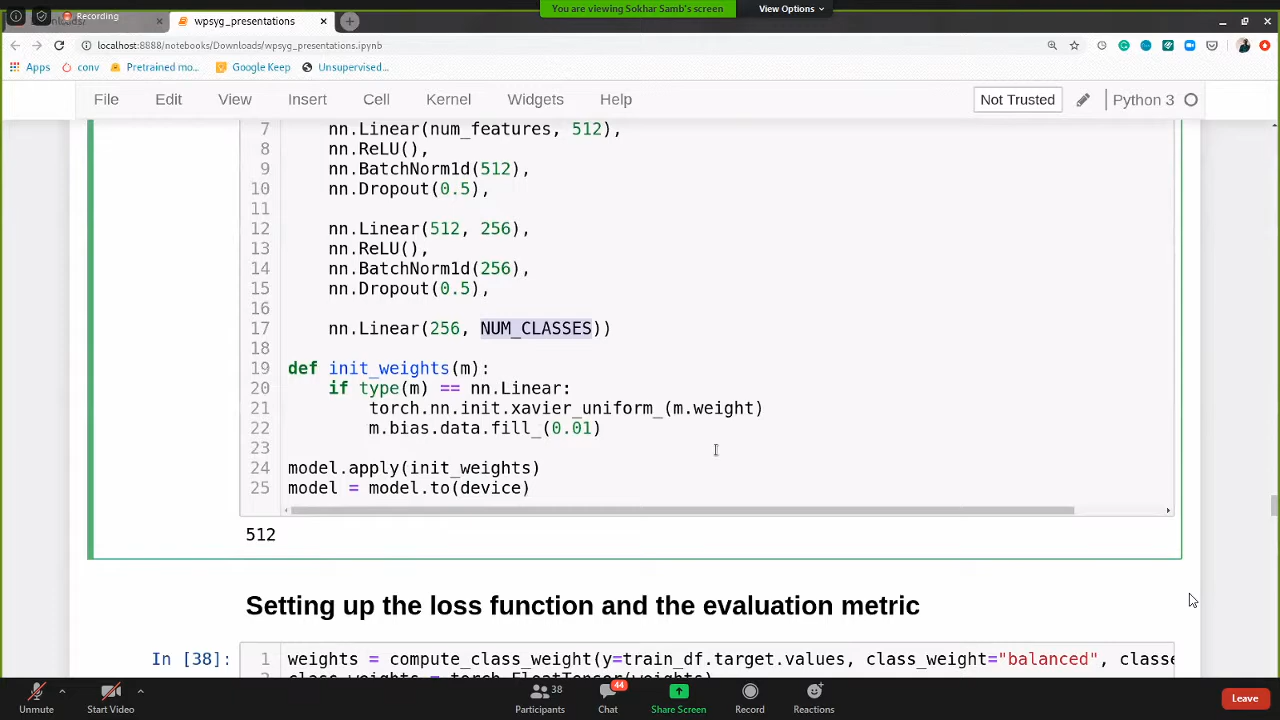 Recording
You are viewing Sokhar Samb's screen
View Options
wpsyg_presentations
localhost:8888/notebooks/Downloads/wpsyg_presentations.ipynb
Apps
conv
Pretrained mo...
Google Keep
Unsupervised...
File
Edit
View
Insert
Cell
Kernel
Widgets
Help
Not Trusted
Python 3
7 nn.Linear(num_features, 512),
8 nn.ReLU(),
9 nn.BatchNorm1d(512),
10 nn.Dropout(0.5),
11
12 nn.Linear(512, 256),
13 nn.ReLU(),
14 nn.BatchNorm1d(256),
15 nn.Dropout(0.5),
16
17 nn.Linear(256, NUM_CLASSES))
18
19 def init_weights(m):
20 if type(m) == nn.Linear:
21 torch.nn.init.xavier_uniform_(m.weight)
22 m.bias.data.fill_(0.01)
23
24 model.apply(init_weights)
25 model = model.to(device)
512
Setting up the loss function and the evaluation metric
In [38]:
1 weights = compute_class_weight(y=train_df.target.values, class_weight="balanced", classe
2 class_weights = torch.FloatTensor(weights)
Unmute
Start Video
38
Participants
44
Chat
Share Screen
Record
Reactions
Leave